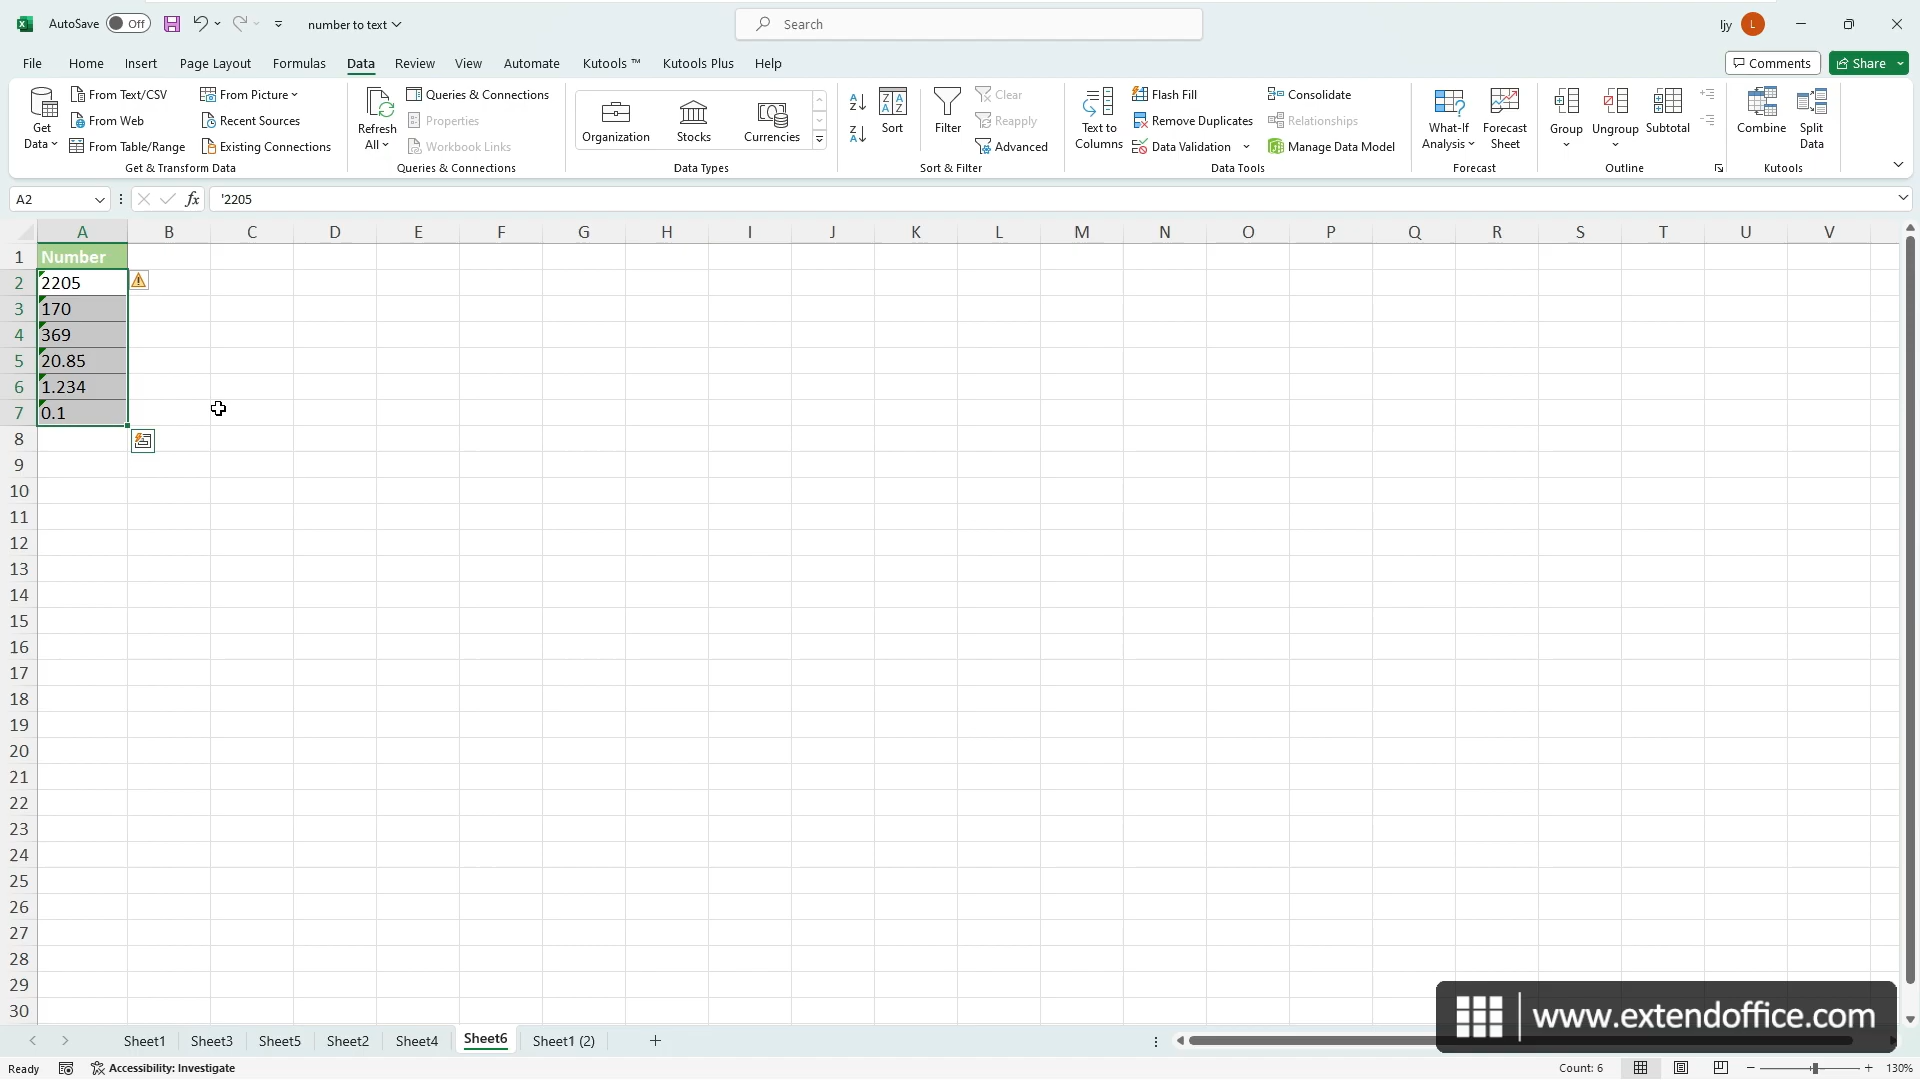 AutoSave Off number to text Search ljy L
File Home Insert Page Layout Formulas Data Review View Automate Kutools ™ Kutools Plus Help Comments Share
Get Data From Text/CSV From Web From Table/Range From Picture Recent Sources Existing Connections
Refresh All Queries & Connections Properties Workbook Links
Organization Stocks Currencies
Sort Filter Clear Reapply Advanced
Text to Columns Flash Fill Remove Duplicates Data Validation Consolidate Relationships Manage Data Model
What-If Analysis Forecast Sheet
Group Ungroup Subtotal
Combine Split Data
Get & Transform Data Queries & Connections Data Types Sort & Filter Data Tools Forecast Outline Kutools
A2 fx '2205
A B C D E F G H I J K L M N O P Q R S T U V
1 Number
2 2205
3 170
4 369
5 20.85
6 1.234
7 0.1
8
9
10
11
12
13
14
15
16
17
18
19
20
21
22
23
24
25
26
27
28
29
30
www.extendoffice.com
Sheet1 Sheet3 Sheet5 Sheet2 Sheet4 Sheet6 Sheet1 (2)
Ready Accessibility: Investigate Count: 6 130%